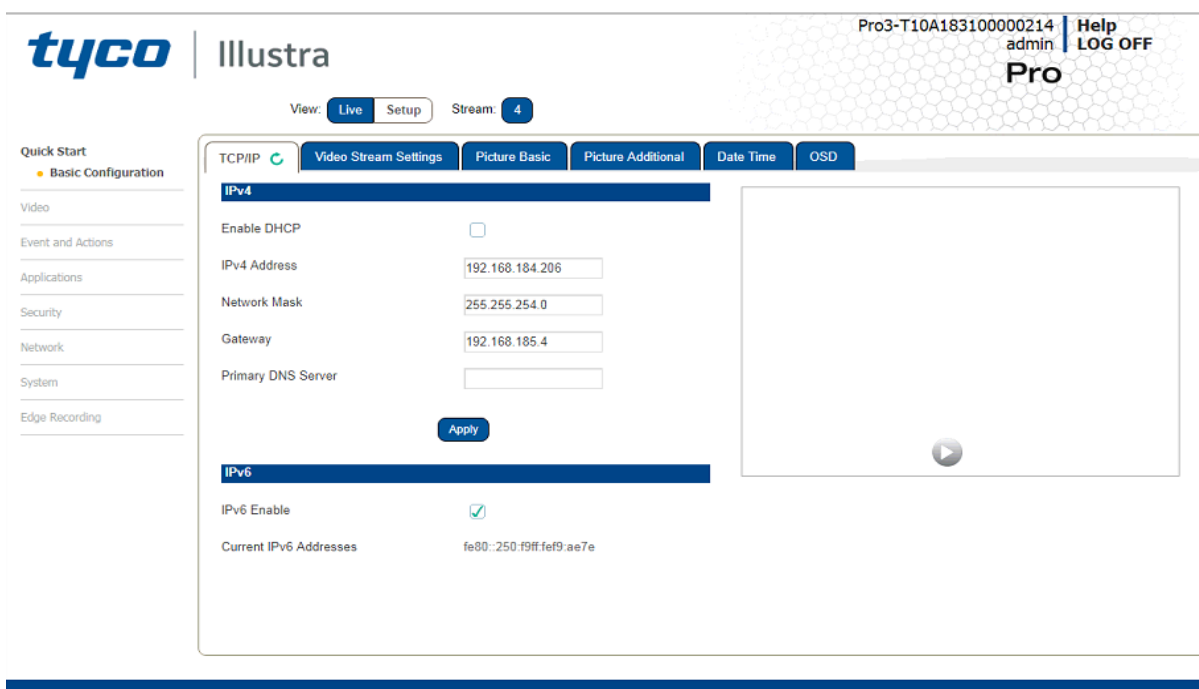 tyco Illustra
Pro3-T10A183100000214 Help
admin LOG OFF
Pro
View: Live Setup Stream: 4
Quick Start
Basic Configuration
Video
Event and Actions
Applications
Security
Network
System
Edge Recording
TCP/IP Video Stream Settings Picture Basic Picture Additional Date Time OSD
IPv4
Enable DHCP
IPv4 Address 192.168.184.206
Network Mask 255.255.254.0
Gateway 192.168.185.4
Primary DNS Server
Apply
IPv6
IPv6 Enable
Current IPv6 Addresses fe80::250:f9ff:fef9:ae7e